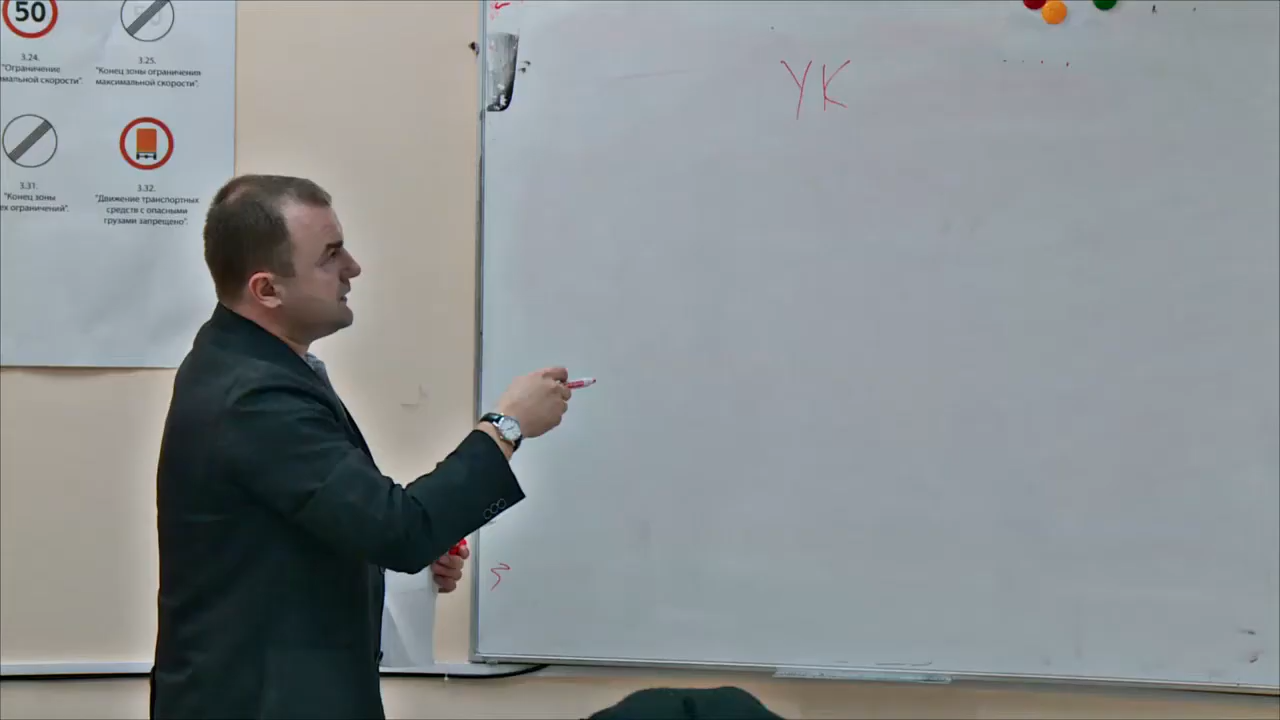 50
3.24.
"Ограничение
мальной скорости".
3.25.
"Конец зоны ограничения
максимальной скорости".
3.31.
"Конец зоны
ех ограничений".
3.32.
"Движение транспортных
средств с опасными
грузами запрещено".
УК